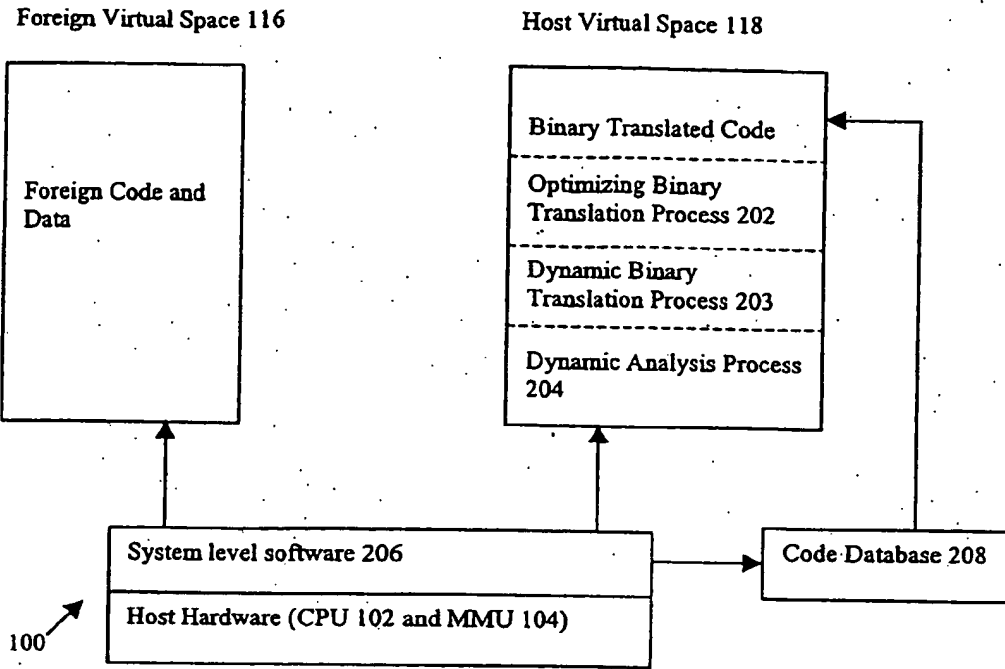 Foreign Virtual Space 116
Host Virtual Space 118
Foreign Code and
Data
Binary Translated Code
Optimizing Binary
Translation Process 202
Dynamic Binary
Translation Process 203
Dynamic Analysis Process
204
System level software 206
Host Hardware (CPU 102 and MMU 104)
Code Database 208
100